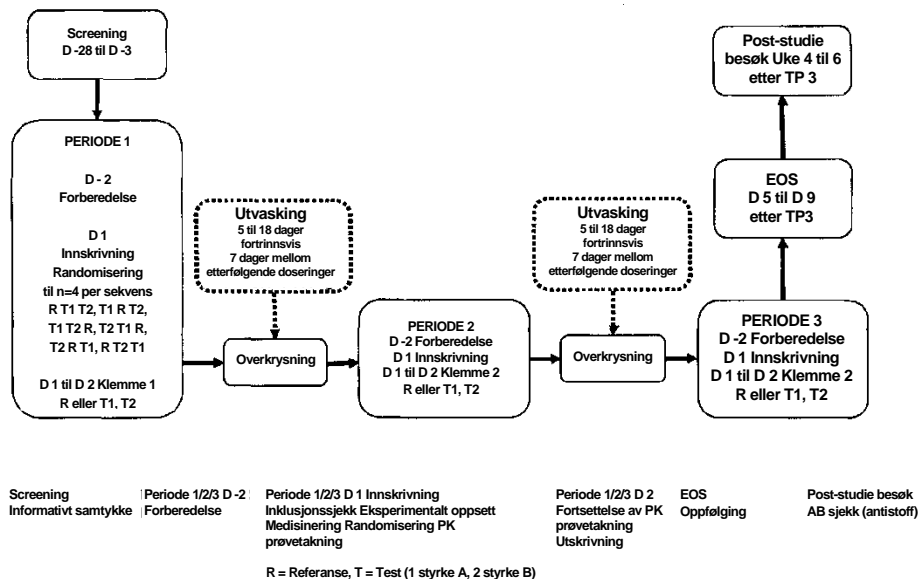 Screening
D -28 til D -3
PERIODE 1
D - 2
Forberedelse
D 1
Innskrivning
Randomisering
til n=4 per sekvens
R T1 T2, T1 R T2,
T1 T2 R, T2 T1 R,
T2 R T1, R T2 T1
D 1 til D 2 Klemme 1
R eller T1, T2
Utvasking
5 til 18 dager
fortrinnsvis
7 dager mellom
etterfølgende doseringer
Overkrysning
PERIODE 2
D -2 Forberedelse
D 1 Innskrivning
D 1 til D 2 Klemme 2
R eller T1, T2
Utvasking
5 til 18 dager
fortrinnsvis
7 dager mellom
etterfølgende doseringer
Overkrysning
PERIODE 3
D -2 Forberedelse
D 1 Innskrivning
D 1 til D 2 Klemme 2
R eller T1, T2
EOS
D 5 til D 9
etter TP3
Post-studie
besøk Uke 4 til 6
etter TP 3
Screening
Informativt samtykke
Periode 1/2/3 D -2
Forberedelse
Periode 1/2/3 D 1 Innskrivning
Inklusjonssjekk Eksperimentalt oppsett
Medisinering Randomisering PK
prøvetakning
Periode 1/2/3 D 2
Fortsettelse av PK
prøvetakning
Utskrivning
EOS
Oppfølging
Post-studie besøk
AB sjekk (antistoff)
R = Referanse, T = Test (1 styrke A, 2 styrke B)